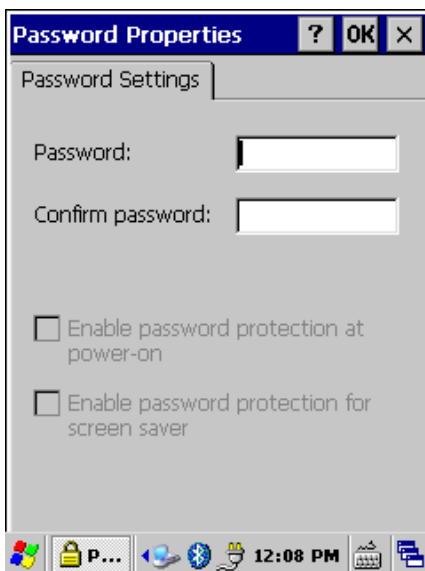 Password Properties ? OK ×
Password Settings
Password:
Confirm password:
Enable password protection at
power-on
Enable password protection for
screen saver
P... 12:08 PM